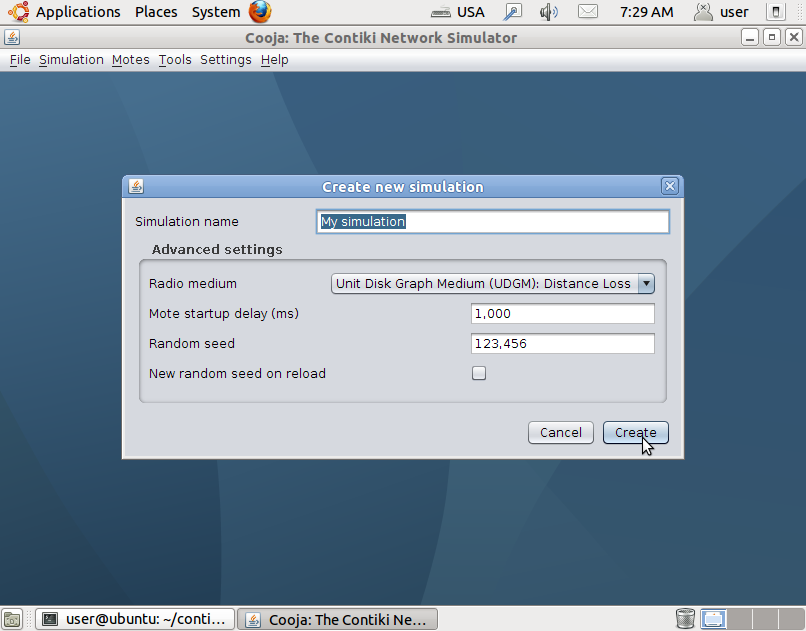 Applications Places System USA 7:29 AM user
Cooja: The Contiki Network Simulator
File Simulation Motes Tools Settings Help
Create new simulation
Simulation name My simulation
Advanced settings
Radio medium Unit Disk Graph Medium (UDGM): Distance Loss
Mote startup delay (ms) 1,000
Random seed 123,456
New random seed on reload
Cancel Create
user@ubuntu: ~/conti... Cooja: The Contiki Ne...